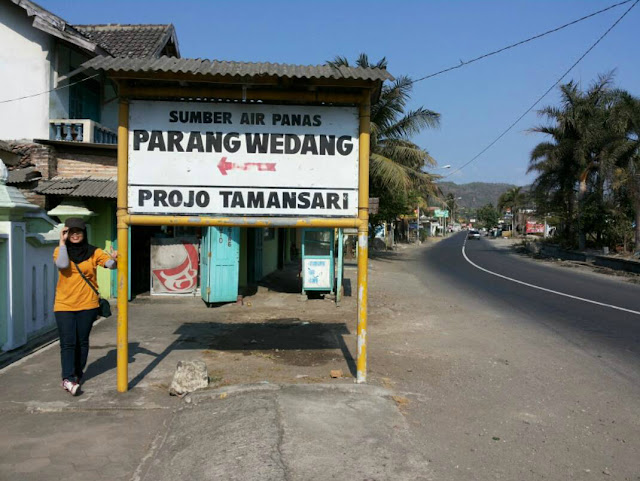 SUMBER AIR PANAS
PARANG WEDANG
PROJO TAMANSARI